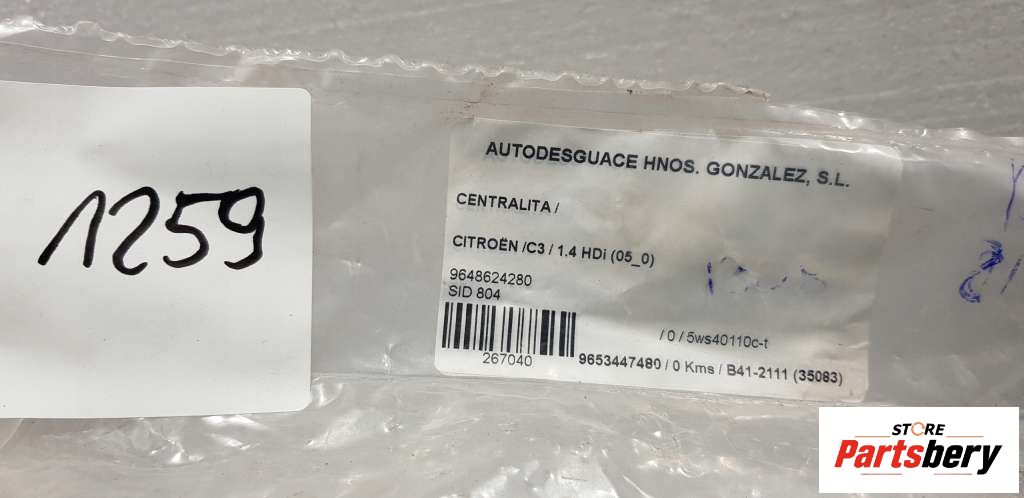 1259
AUTODESGUACE HNOS. GONZALEZ, S.L.
CENTRALITA /
CITROËN /C3 / 1.4 HDi (05_0)
9648624280
SID 804
/ 0 / 5ws40110c-t
267040
9653447480 / 0 Kms / B41-2111 (35083)
STORE
Partsbery